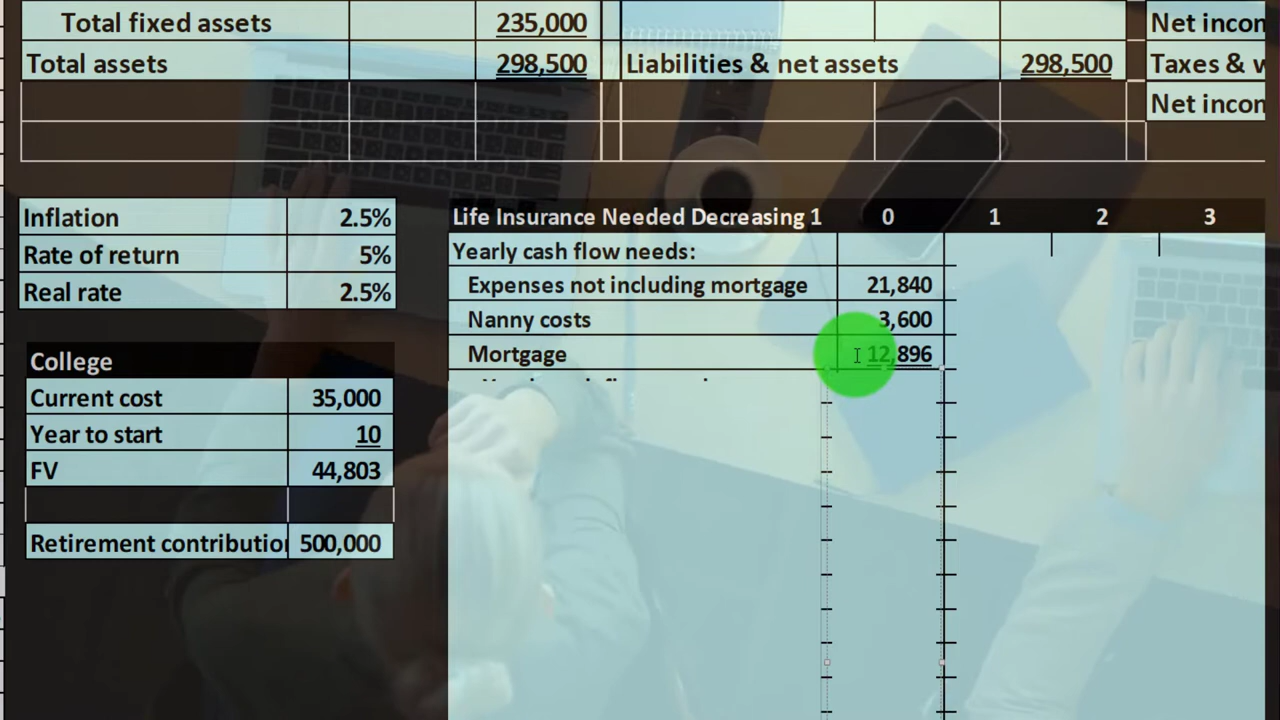 Total fixed assets 235,000
Total assets 298,500 Liabilities & net assets 298,500
Net incon
Taxes & w
Net incon
Inflation 2.5%
Rate of return 5%
Real rate 2.5%
College
Current cost 35,000
Year to start 10
FV 44,803
Retirement contribution 500,000
Life Insurance Needed Decreasing 1 0 1 2 3
Yearly cash flow needs:
Expenses not including mortgage 21,840
Nanny costs 3,600
Mortgage 12,896